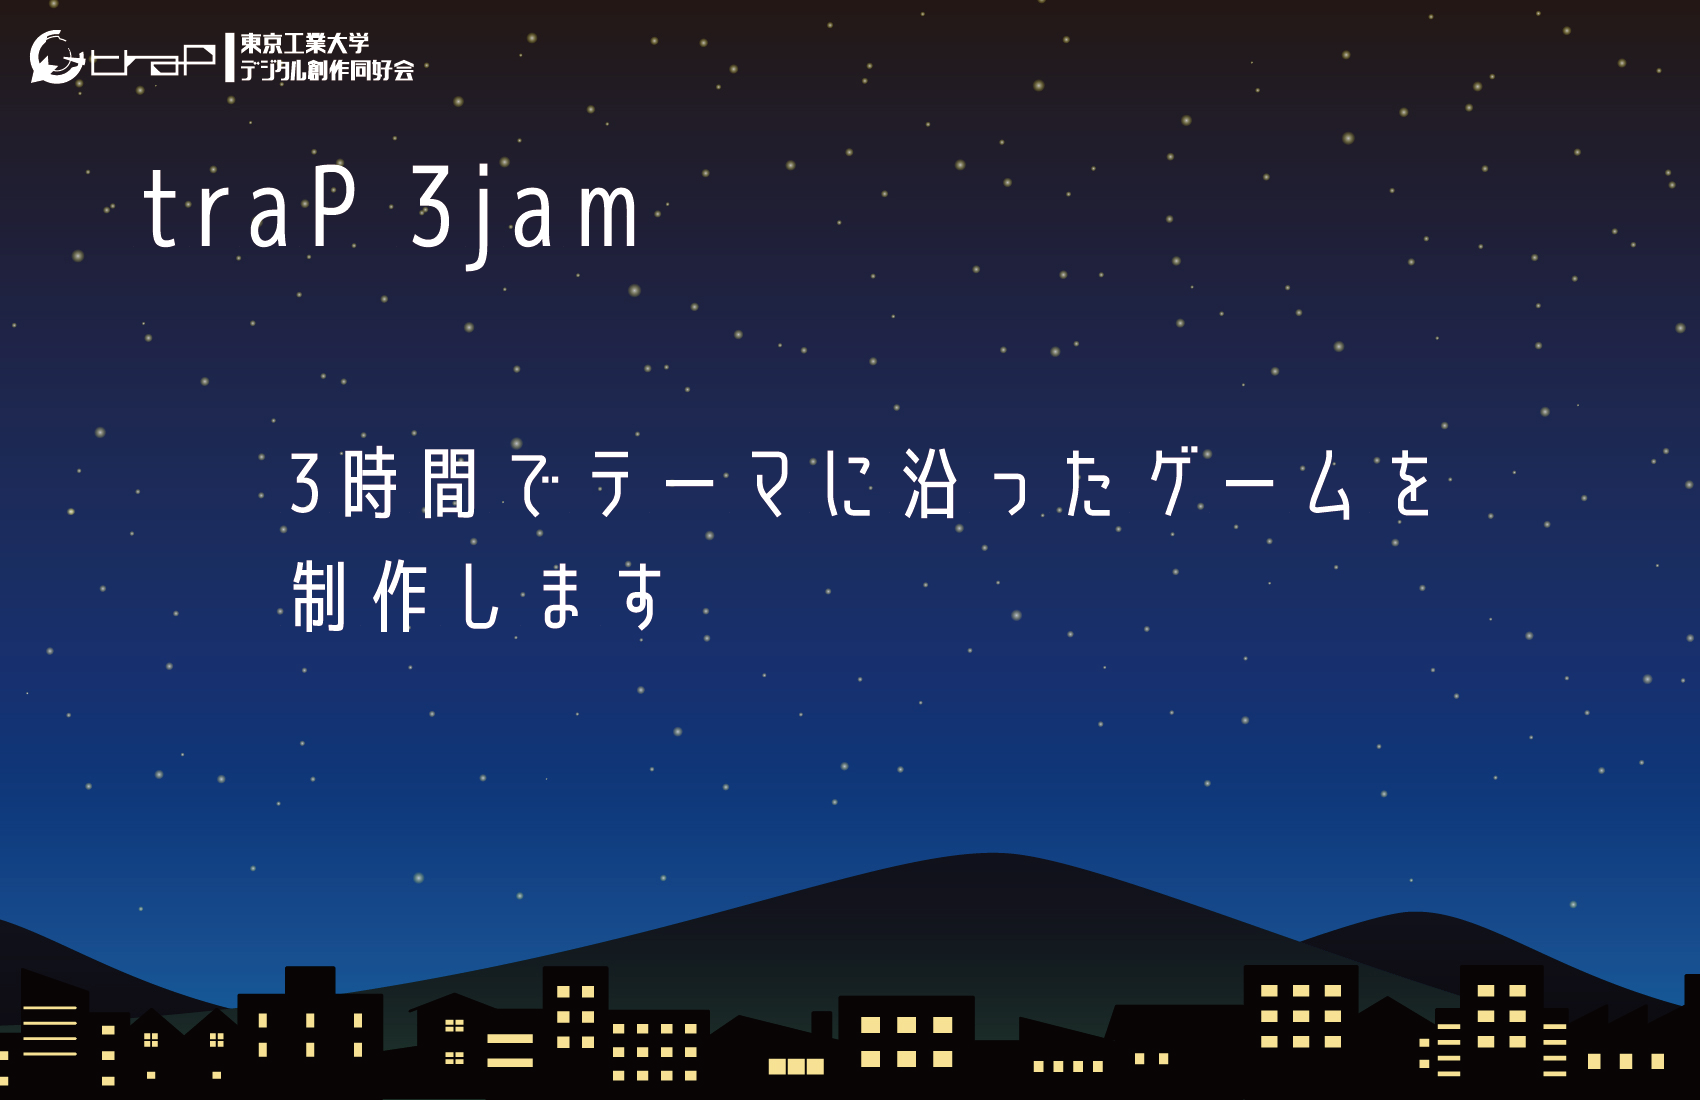 traP
東京工業大学
デジタル創作同好会
traP 3jam
3時間でテーマに沿ったゲームを
制作します